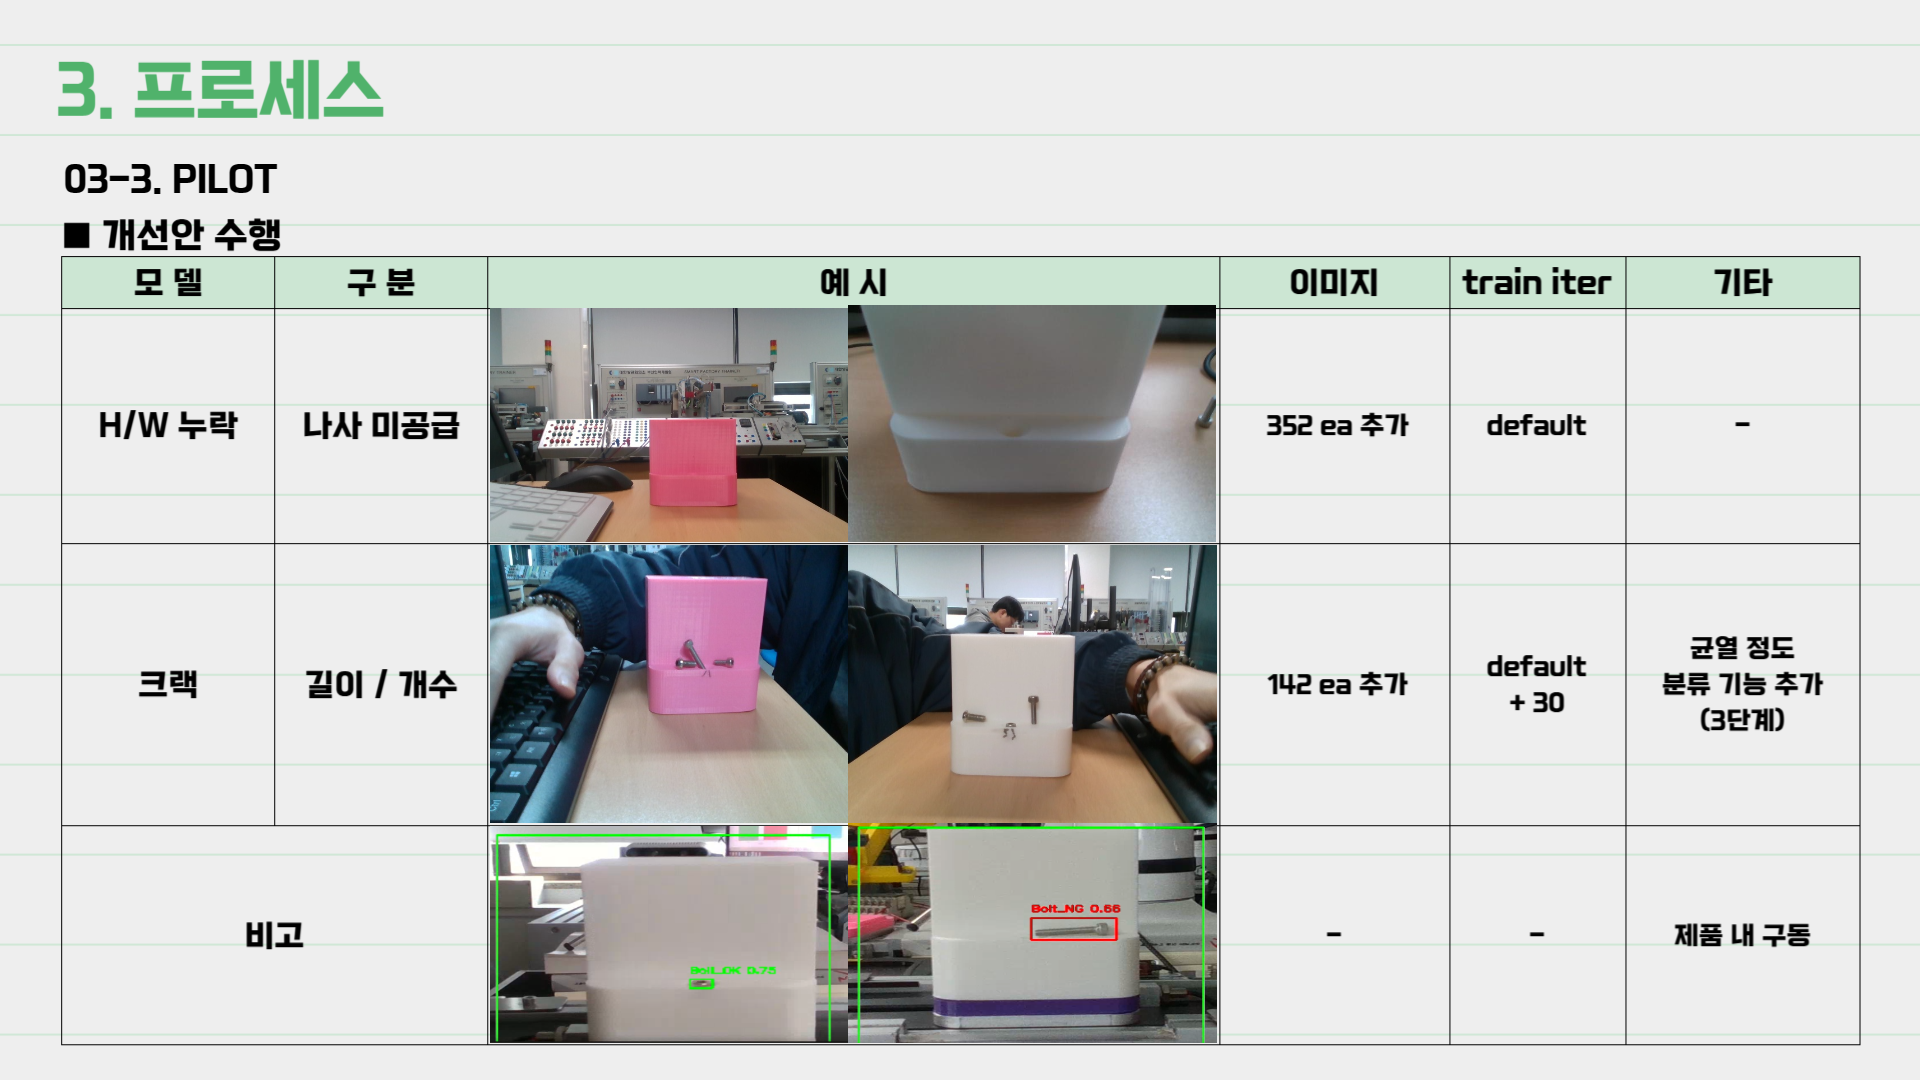 3. 프로세스
03-3. PILOT
■ 개선안 수행
모 델
구 분
예 시
이미지
train iter
기타
H/W 누락
나사 미공급
352 ea 추가
default
-
크랙
길이 / 개수
142 ea 추가
default
+ 30
균열 정도
분류 기능 추가
(3단계)
비고
Bolt_OK 0.75
Bolt_NG 0.66
-
-
제품 내 구동